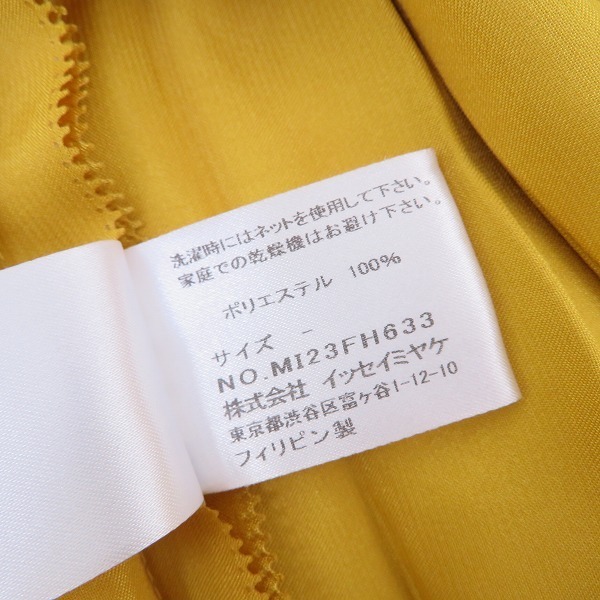 洗濯時にはネットを使用して下さい。
家庭での乾燥機はお避け下さい。
ポリエステル 100%
サイズ －
NO.MI23FH633
株式会社 イッセイミヤケ
東京都渋谷区富ヶ谷1-12-10
フィリピン製